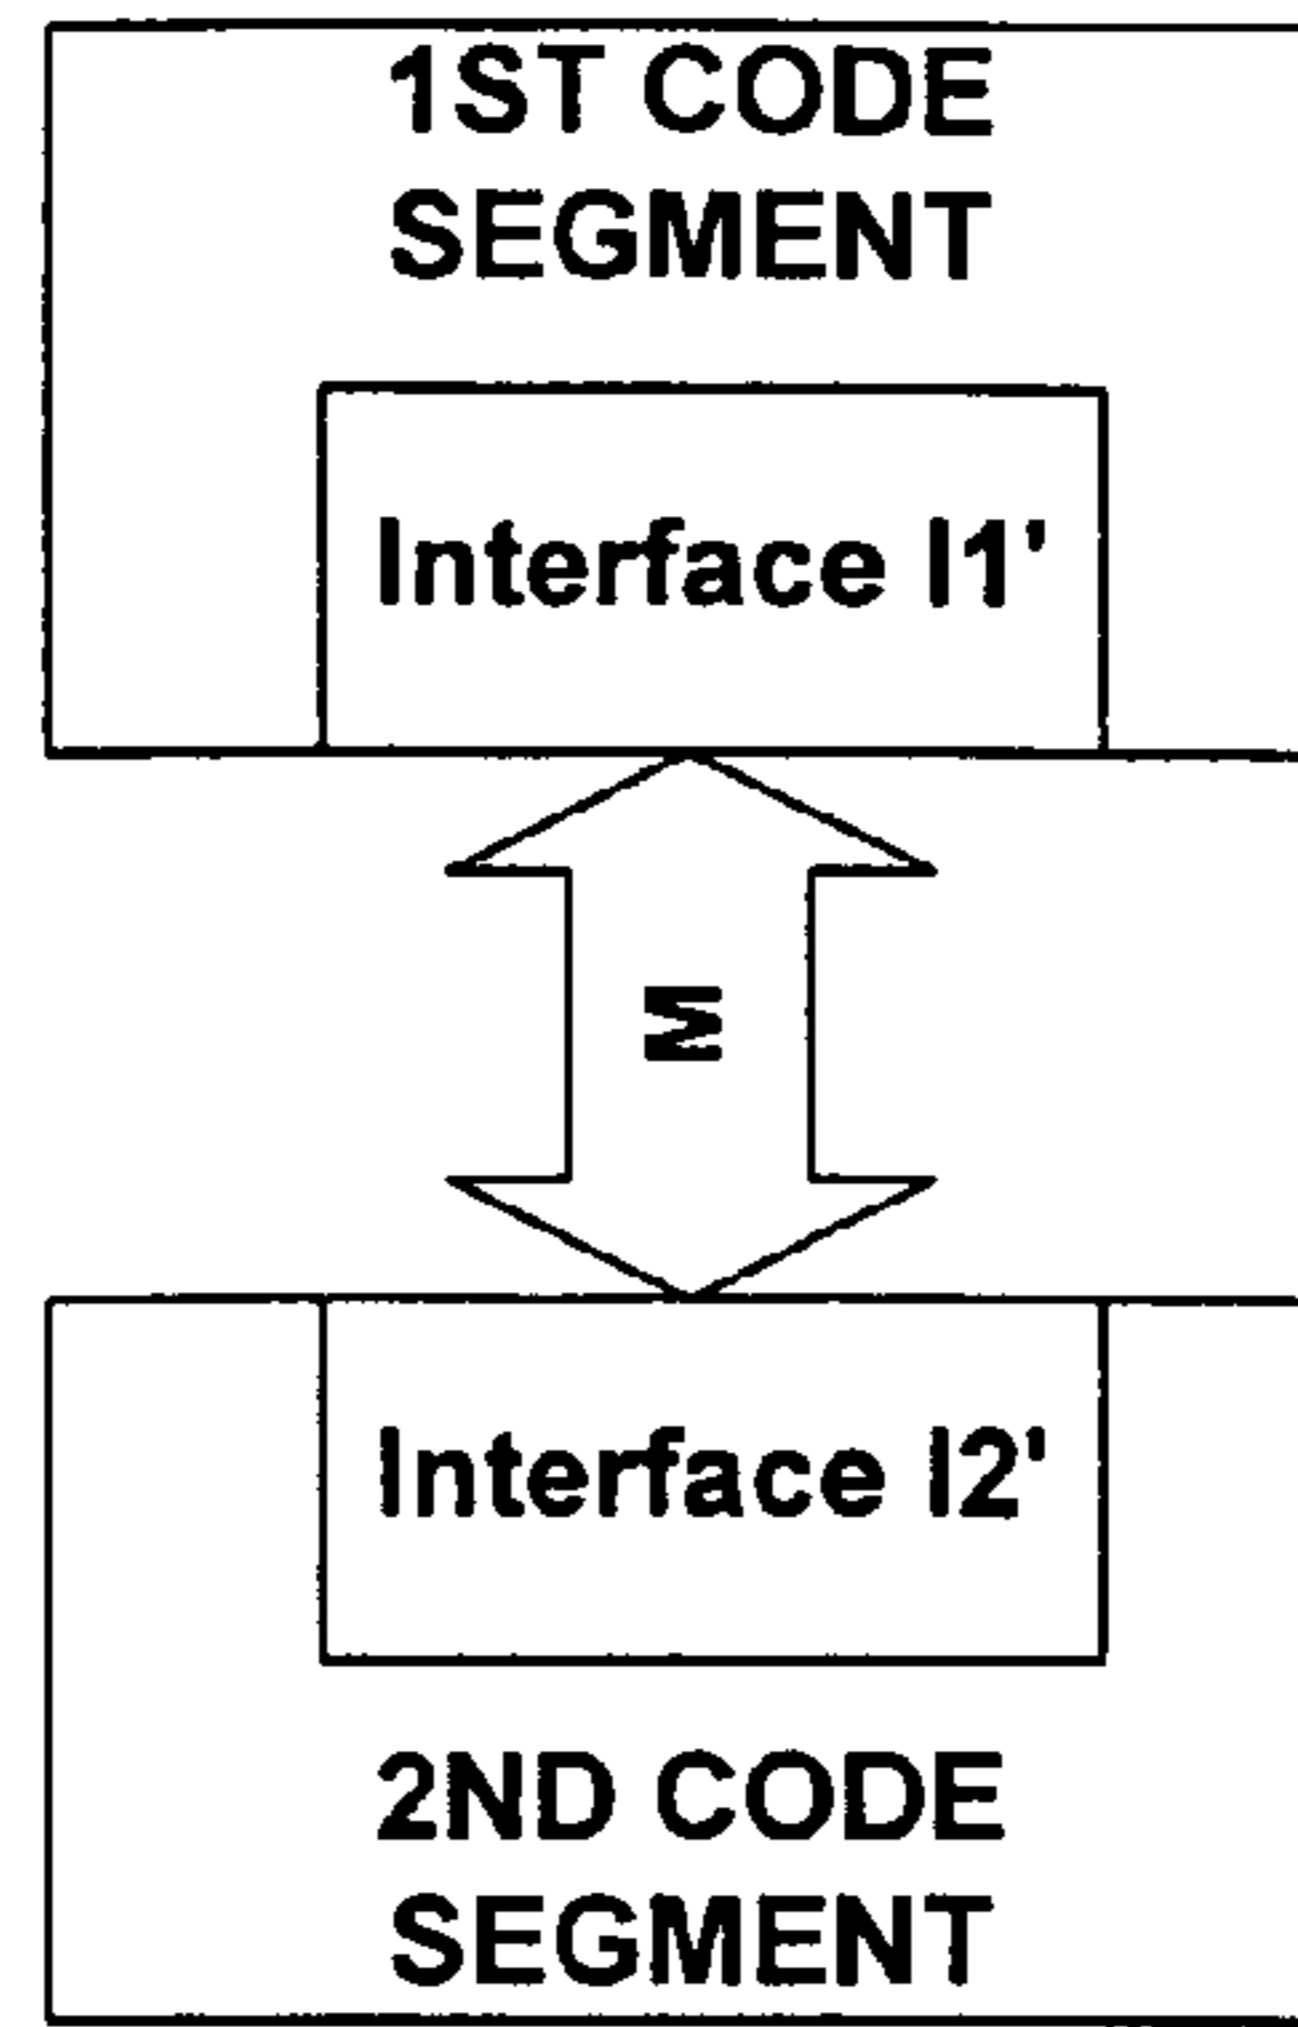 1ST CODE
SEGMENT
Interface I1'
M
Interface I2'
2ND CODE
SEGMENT